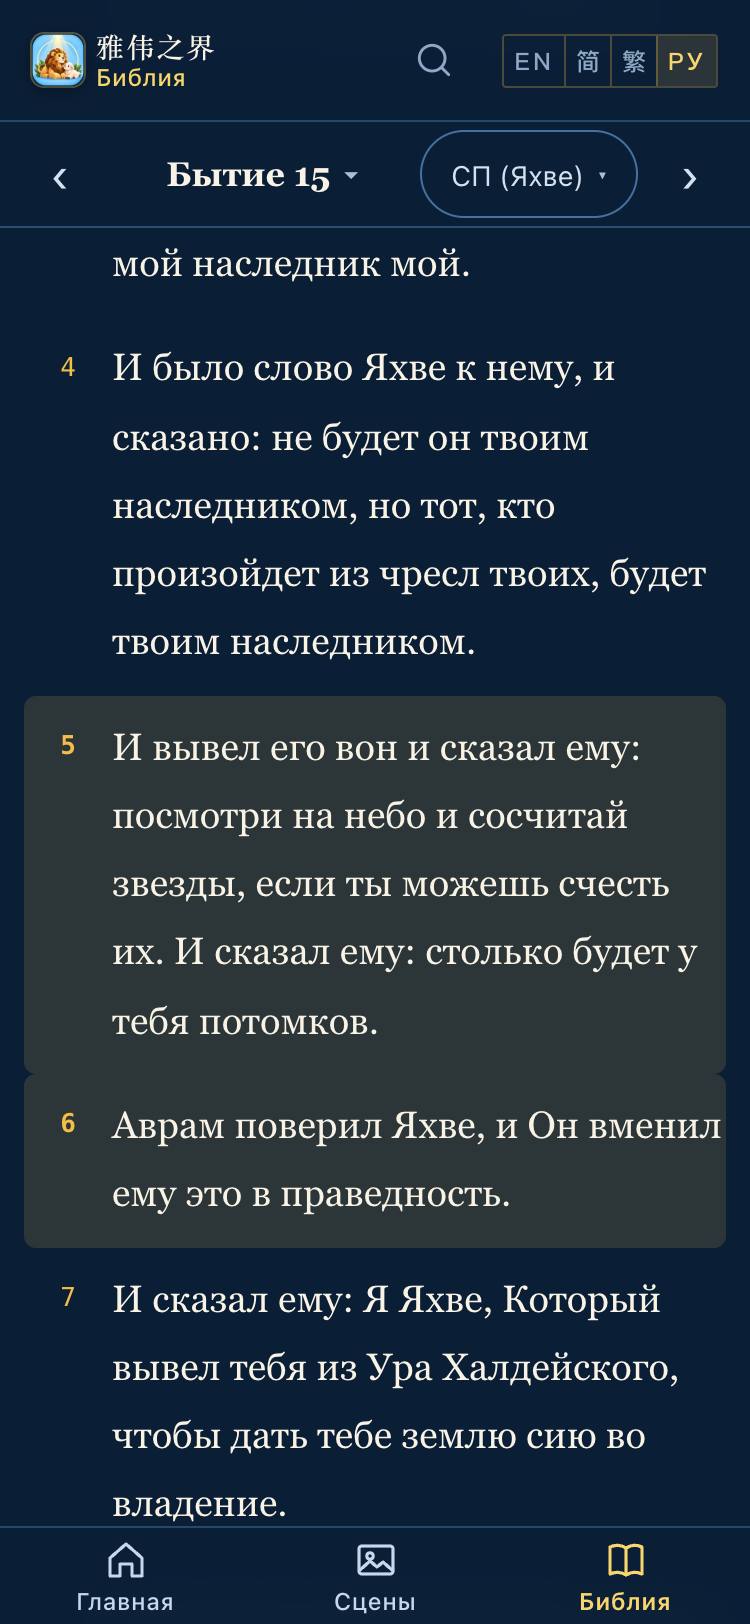 雅伟之界
Библия
EN 简 繁 РУ
‹ Бытие 15 СП (Яхве) ›
мой наследник мой.
4 И было слово Яхве к нему, и
сказано: не будет он твоим
наследником, но тот, кто
произойдет из чресл твоих, будет
твоим наследником.
5 И вывел его вон и сказал ему:
посмотри на небо и сосчитай
звезды, если ты можешь счесть
их. И сказал ему: столько будет у
тебя потомков.
6 Аврам поверил Яхве, и Он вменил
ему это в праведность.
7 И сказал ему: Я Яхве, Который
вывел тебя из Ура Халдейского,
чтобы дать тебе землю сию во
владение.
Главная Сцены Библия